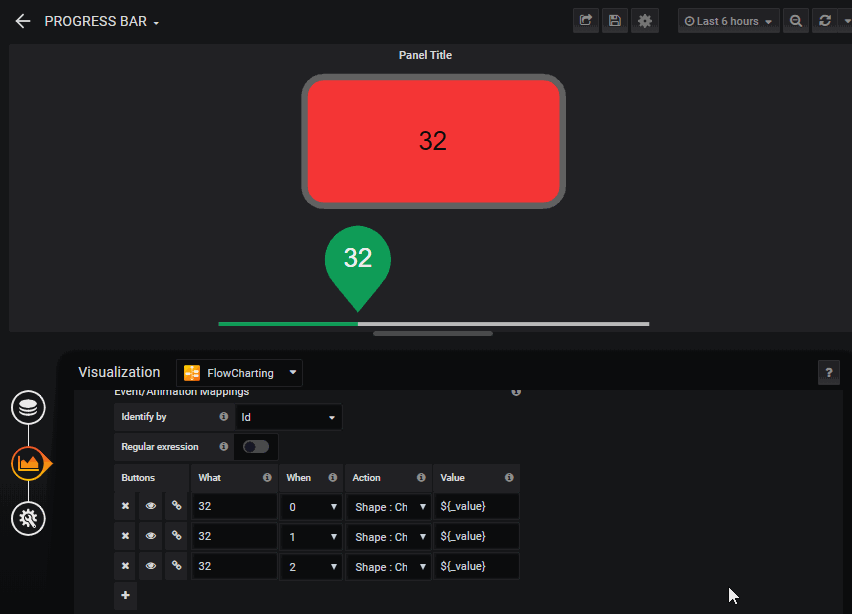 PROGRESS BAR
Last 6 hours
Panel Title
32
32
Visualization
FlowCharting
?
Event/Animation Mappings
Identify by
Id
Regular exression
Buttons What When Action Value
32 0 Shape : Ch ${_value}
32 1 Shape : Ch ${_value}
32 2 Shape : Ch ${_value}